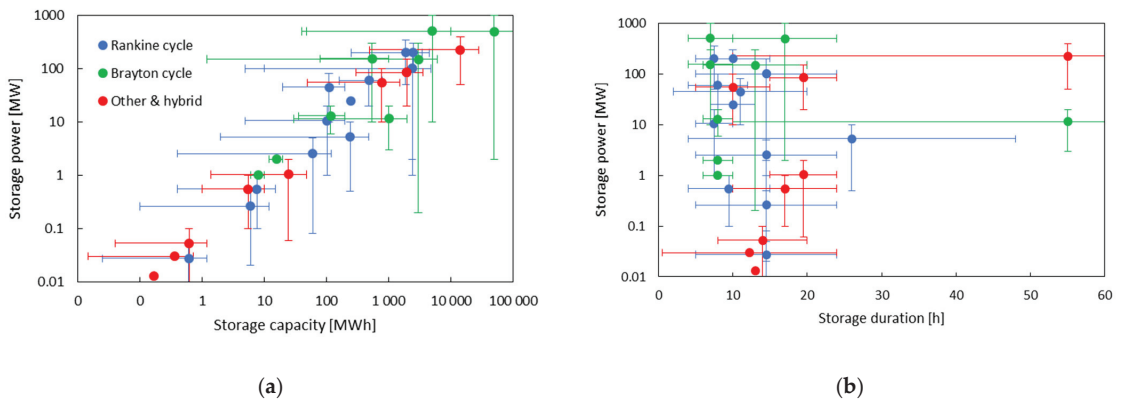 1000
100
10
1
0.1
0.01
Storage power [MW]
Rankine cycle
Brayton cycle
Other & hybrid
0 0 1 10 100 1 000 10 000 100 000
Storage capacity [MWh]
(a)
1000
100
10
1
0.1
0.01
Storage power [MW]
0 10 20 30 40 50 60
Storage duration [h]
(b)